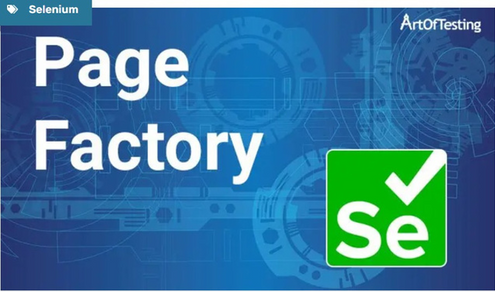 Selenium
ArtOfTesting
Page
Factory
Se